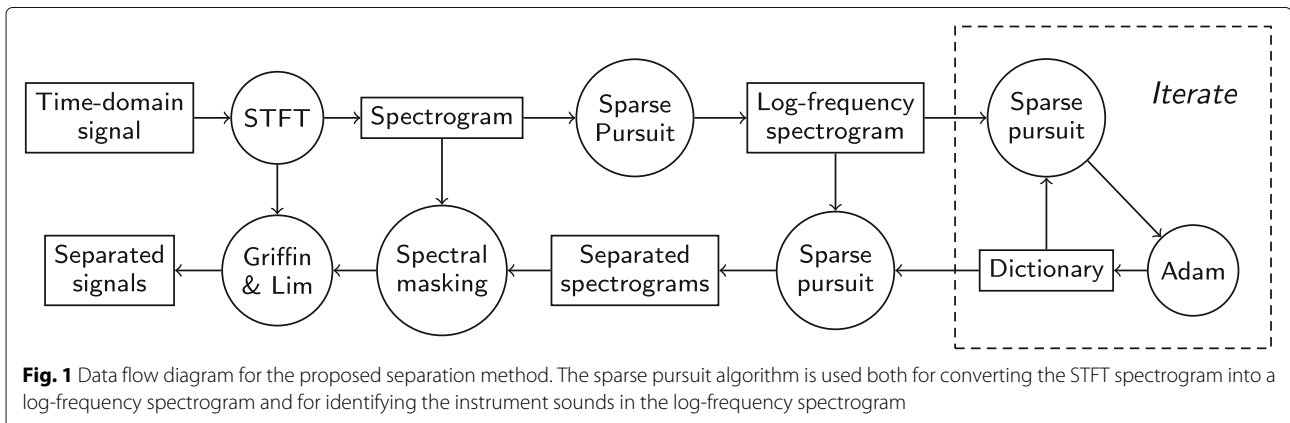 Time-domain
signal
STFT
Spectrogram
Sparse
Pursuit
Log-frequency
spectrogram
Sparse
pursuit
Iterate
Separated
signals
Griffin
& Lim
Spectral
masking
Separated
spectrograms
Sparse
pursuit
Dictionary
Adam
Fig. 1 Data flow diagram for the proposed separation method. The sparse pursuit algorithm is used both for converting the STFT spectrogram into a
log-frequency spectrogram and for identifying the instrument sounds in the log-frequency spectrogram